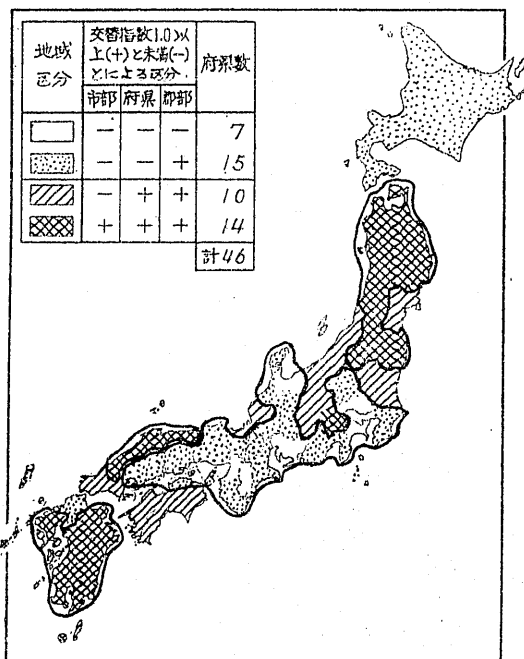 地域区分
交替指数1.0以上(+)と未満(-)とによる区分.
府県数
市部 府県 郡部
- - - 7
- - + 15
- + + 10
+ + + 14
計46